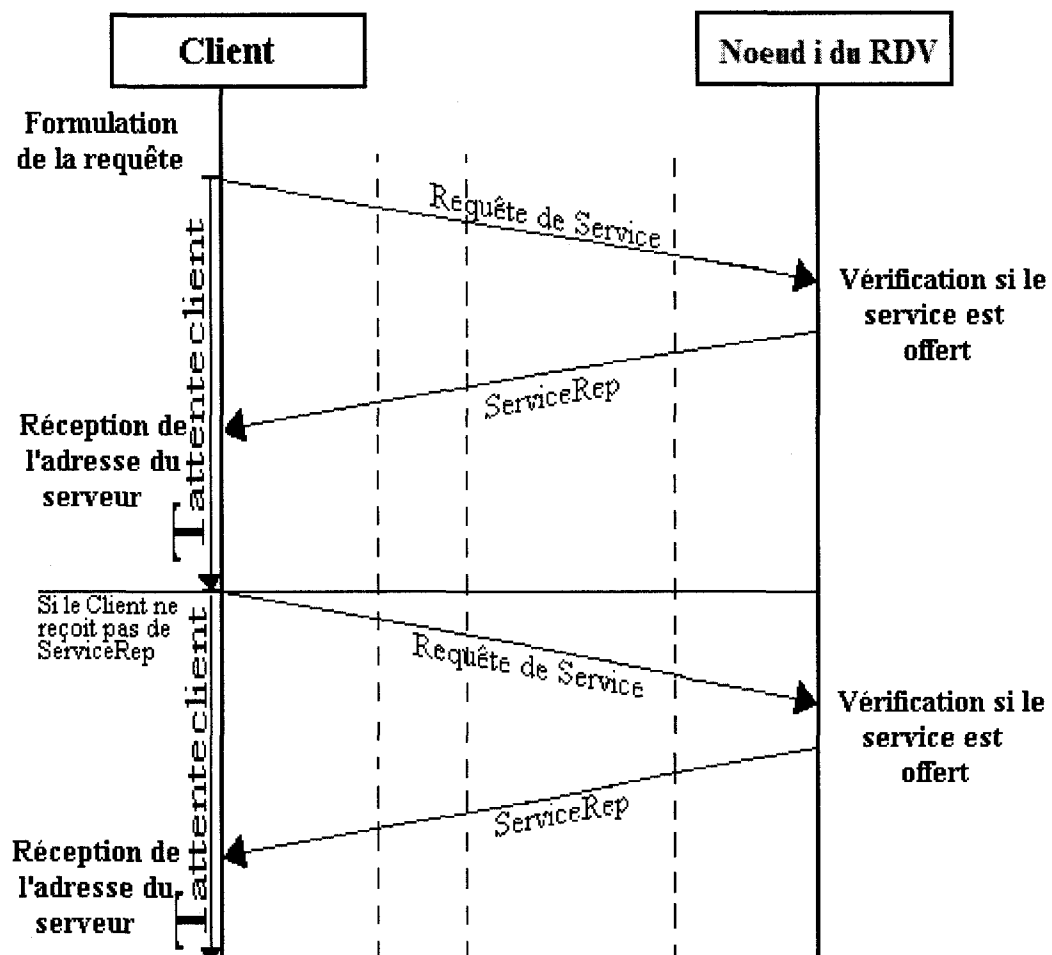 Client
Noeud i du RDV
Formulation
de la requête
Requête de Service
Vérification si le
service est
offert
ServiceRep
Tattenteclient
Réception de
l'adresse du
serveur
Si le Client ne
reçoit pas de
ServiceRep
Requête de Service
Vérification si le
service est
offert
ServiceRep
Tattenteclient
Réception de
l'adresse du
serveur